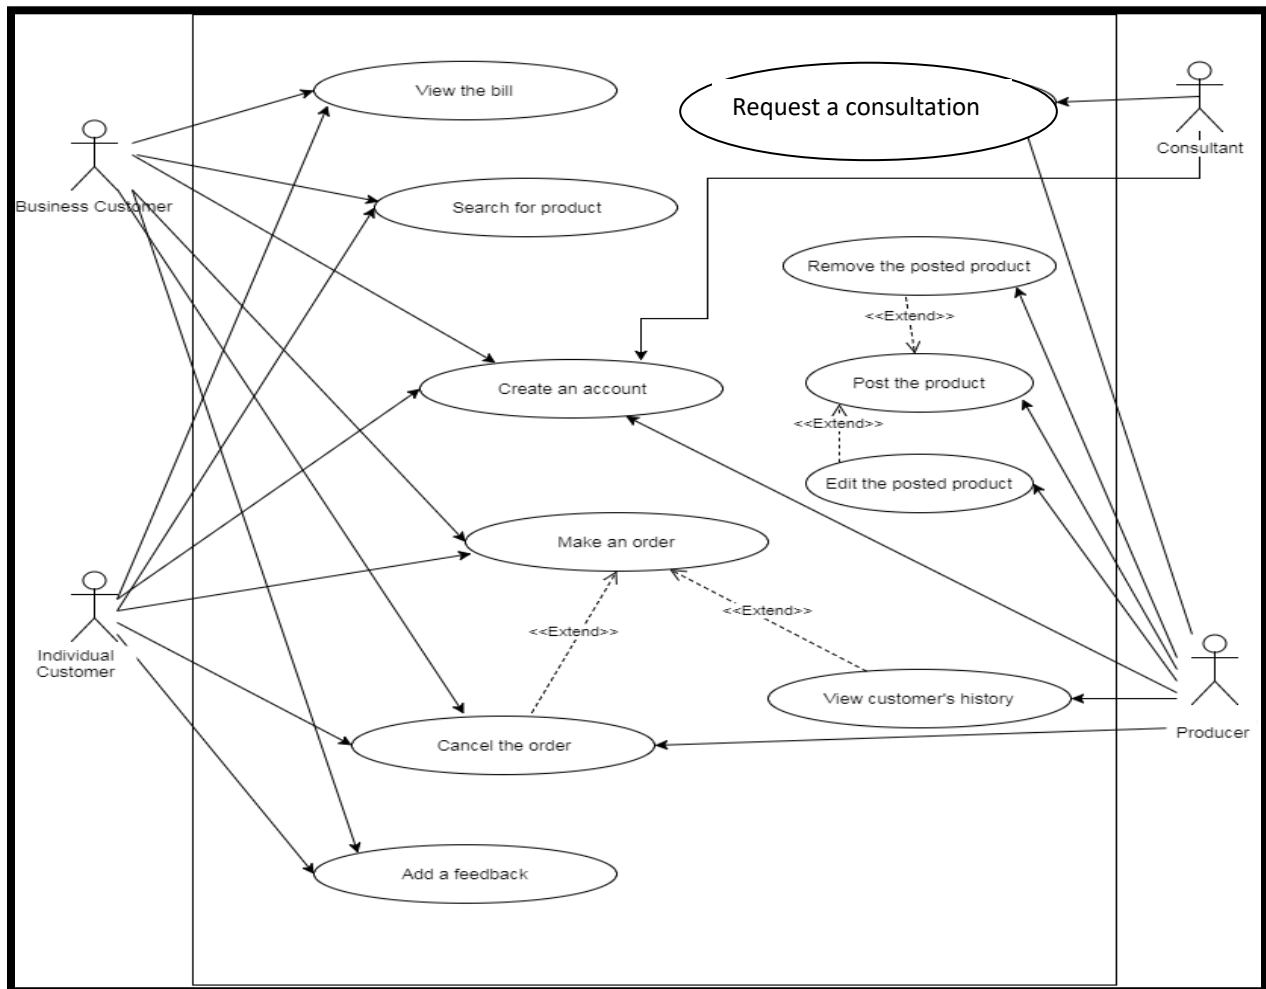 View the bill
Request a consultation
Consultant
Business Customer
Search for product
Remove the posted product
<<Extend>>
Create an account
Post the product
<<Extend>>
Edit the posted product
Make an order
<<Extend>>
<<Extend>>
Individual
Customer
View customer's history
Producer
Cancel the order
Add a feedback